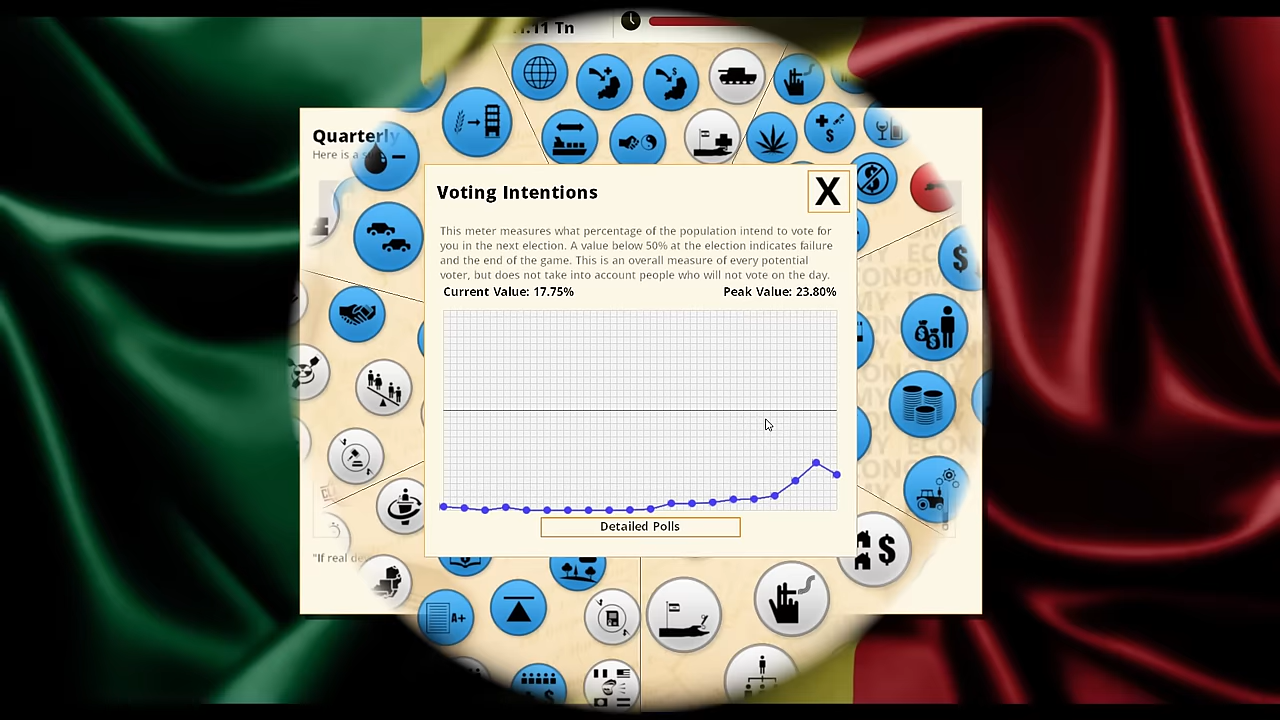 .11 Tn
Quarterly
Here is a
Voting Intentions
X
This meter measures what percentage of the population intend to vote for
you in the next election. A value below 50% at the election indicates failure
and the end of the game. This is an overall measure of every potential
voter, but does not take into account people who will not vote on the day.
Current Value: 17.75%
Peak Value: 23.80%
Detailed Polls
"If real
A+